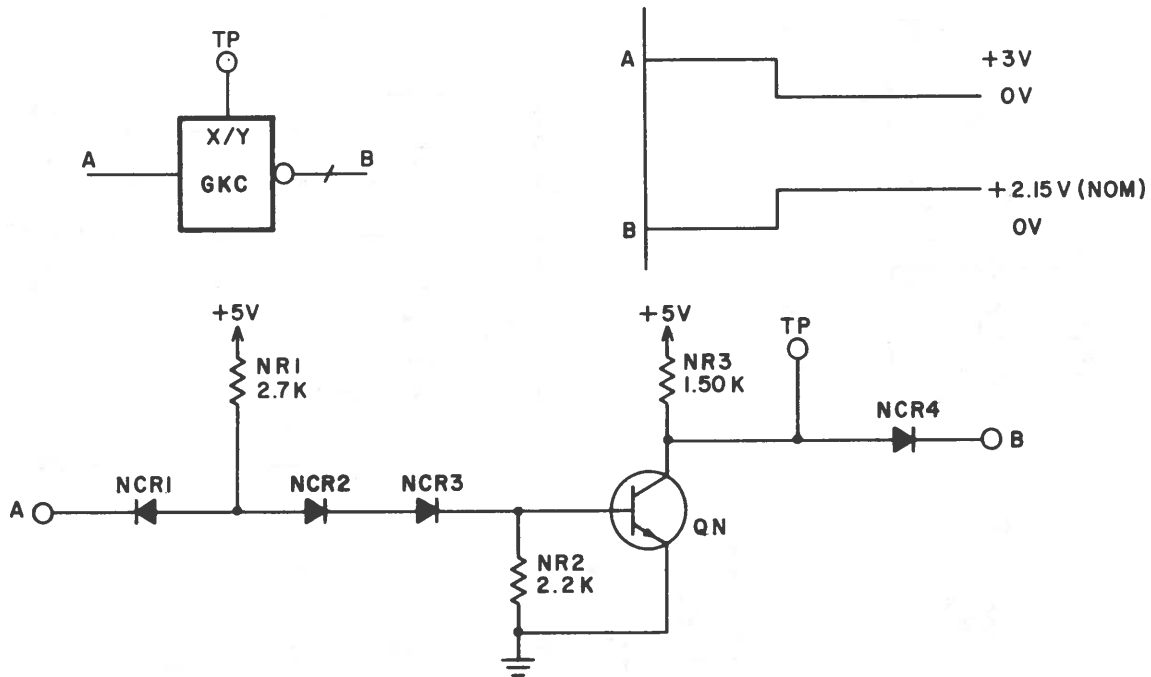 TP
X/Y
GKC
A
B
A
+3V
0V
+2.15V (NOM)
B
0V
+5V
NR1
2.7K
+5V
NR3
1.50K
TP
NCR4
B
A
NCR1
NCR2
NCR3
QN
NR2
2.2K